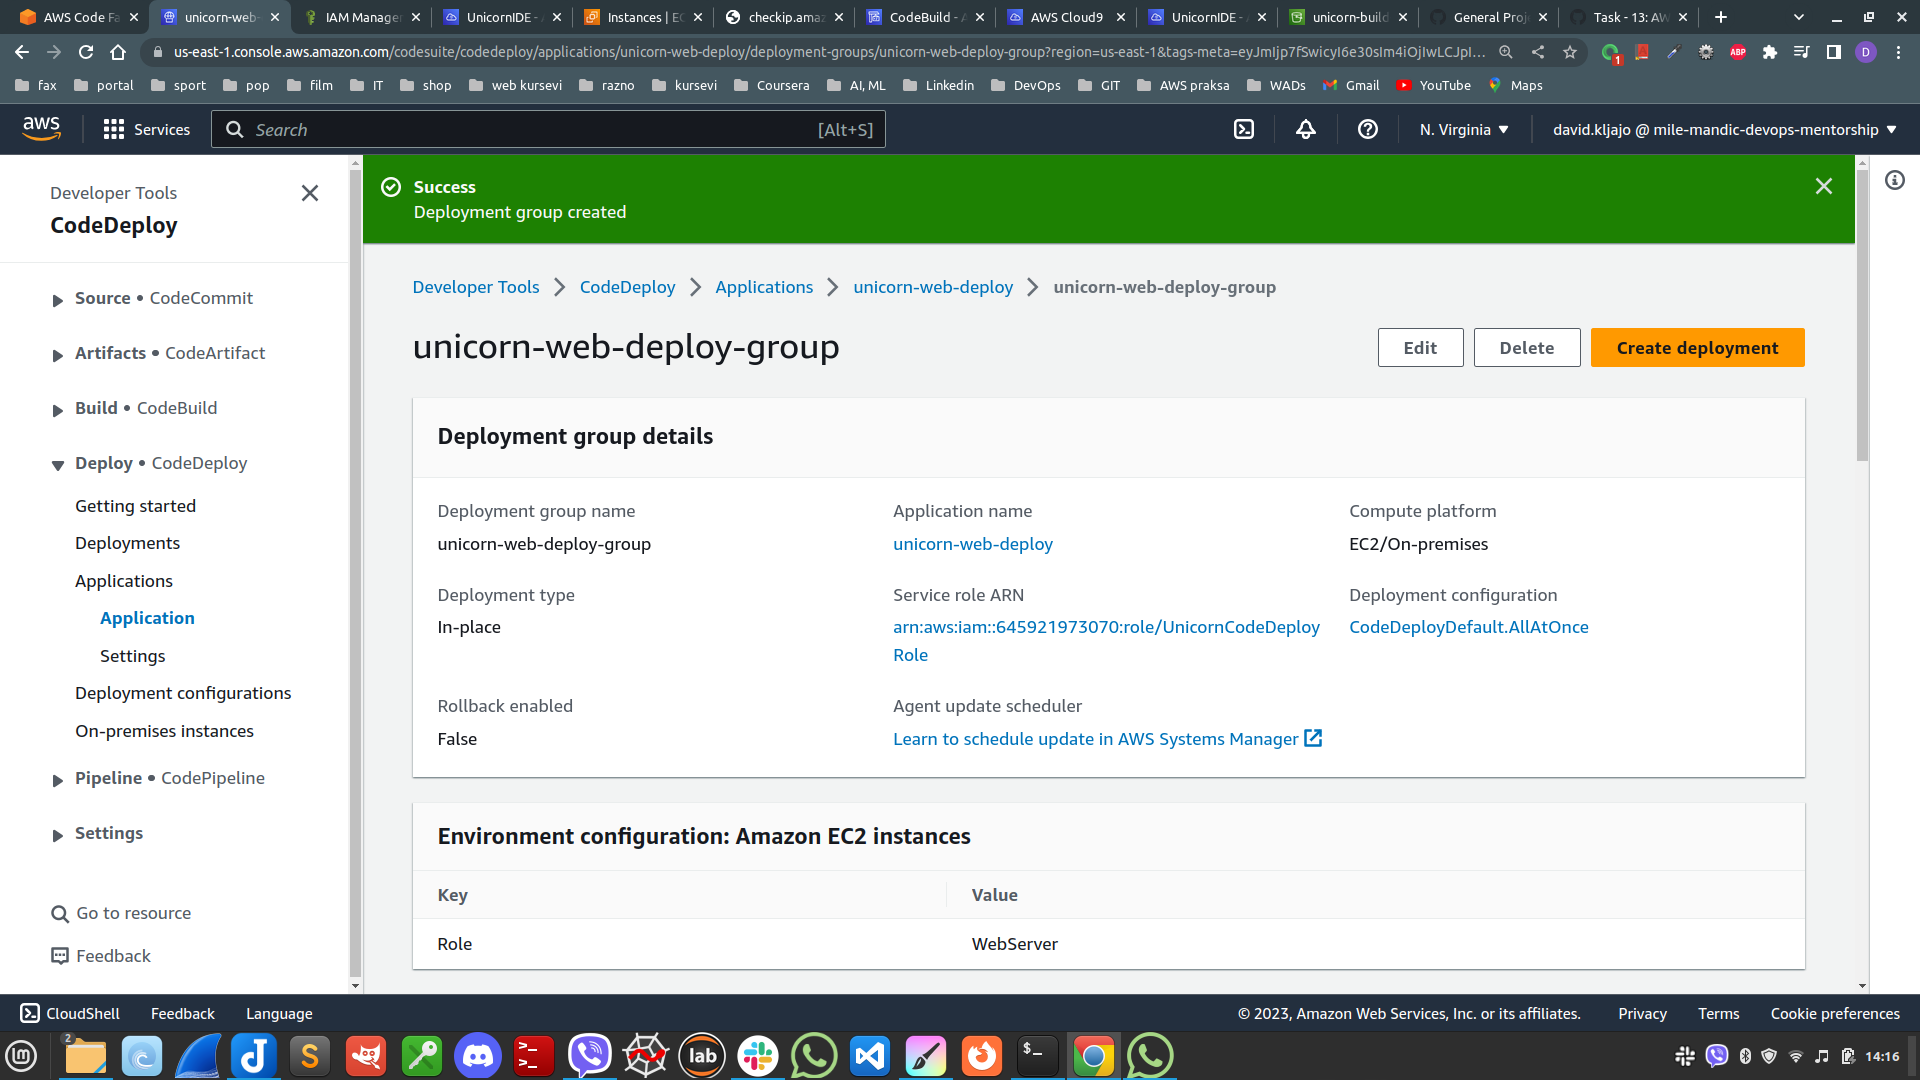 AWS Code Fa
unicorn-web-
IAM Manager
UnicornIDE - A
Instances | EC
checkip.amaz
CodeBuild - A
AWS Cloud9
UnicornIDE - A
unicorn-build
General Proj
Task - 13: AW
us-east-1.console.aws.amazon.com/codesuite/codedeploy/applications/unicorn-web-deploy/deployment-groups/unicorn-web-deploy-group?region=us-east-1&tags-meta=eyJmIjp7fSwicyI6e30sIm4iOjIwLCJpI...
1
ABP
D
fax
portal
sport
pop
film
IT
shop
web kursevi
razno
kursevi
Coursera
AI, ML
Linkedin
DevOps
GIT
AWS praksa
WADs
Gmail
YouTube
Maps
aws
Services
Search
[Alt+S]
N. Virginia
david.kljajo @ mile-mandic-devops-mentorship
Developer Tools
CodeDeploy
Source • CodeCommit
Artifacts • CodeArtifact
Build • CodeBuild
Deploy • CodeDeploy
Getting started
Deployments
Applications
Application
Settings
Deployment configurations
On-premises instances
Pipeline • CodePipeline
Settings
Go to resource
Feedback
Success
Deployment group created
Developer Tools
CodeDeploy
Applications
unicorn-web-deploy
unicorn-web-deploy-group
unicorn-web-deploy-group
Edit
Delete
Create deployment
Deployment group details
Deployment group name
unicorn-web-deploy-group
Application name
unicorn-web-deploy
Compute platform
EC2/On-premises
Deployment type
In-place
Service role ARN
arn:aws:iam::645921973070:role/UnicornCodeDeploy
Role
Deployment configuration
CodeDeployDefault.AllAtOnce
Rollback enabled
False
Agent update scheduler
Learn to schedule update in AWS Systems Manager
Environment configuration: Amazon EC2 instances
Key
Value
Role
WebServer
CloudShell
Feedback
Language
© 2023, Amazon Web Services, Inc. or its affiliates.
Privacy
Terms
Cookie preferences
2
lab
$_
14:16